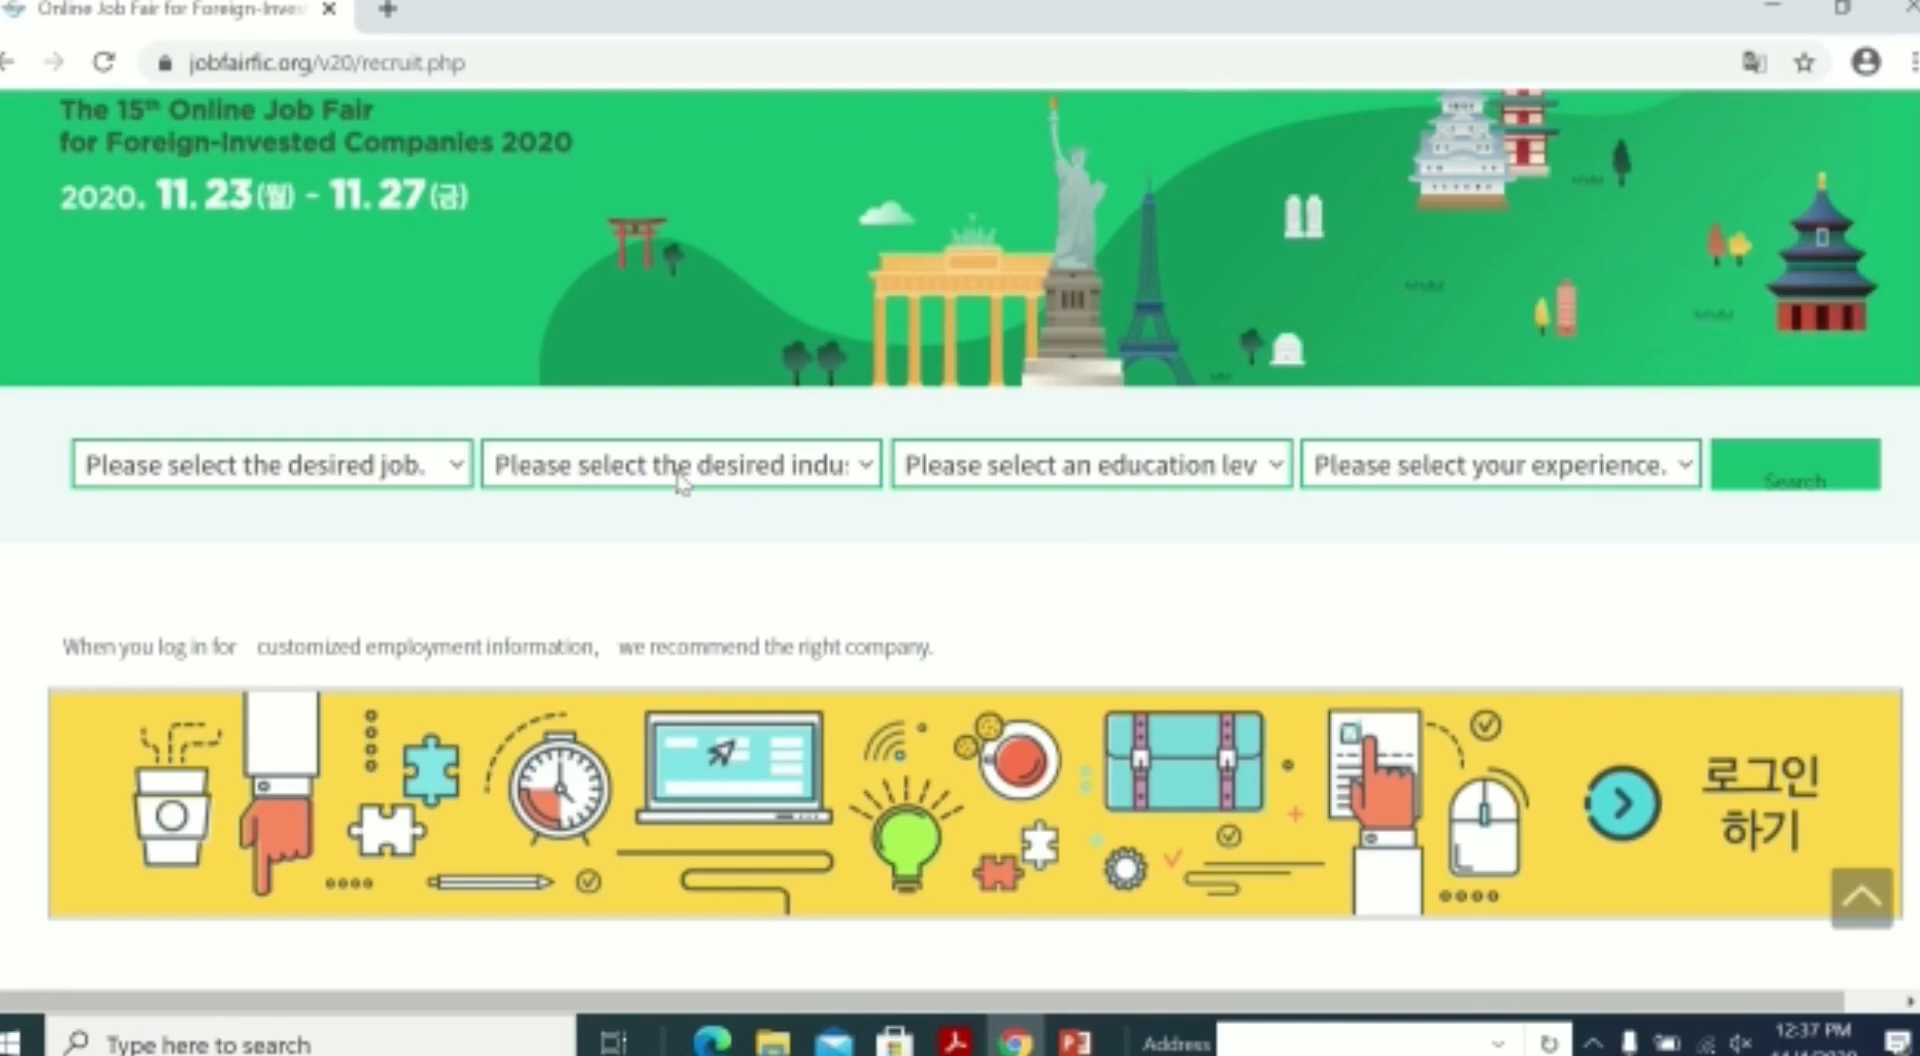 Online Job Fair for Foreign-Inves
jobfairfic.org/v20/recruit.php
The 15th Online Job Fair
for Foreign-Invested Companies 2020
2020. 11.23(월) - 11.27(금)
Please select the desired job.
Please select the desired indu
Please select an education lev
Please select your experience.
Search
When you log in for customized employment information, we recommend the right company.
로그인
하기
Type here to search
Address
12:37 PM